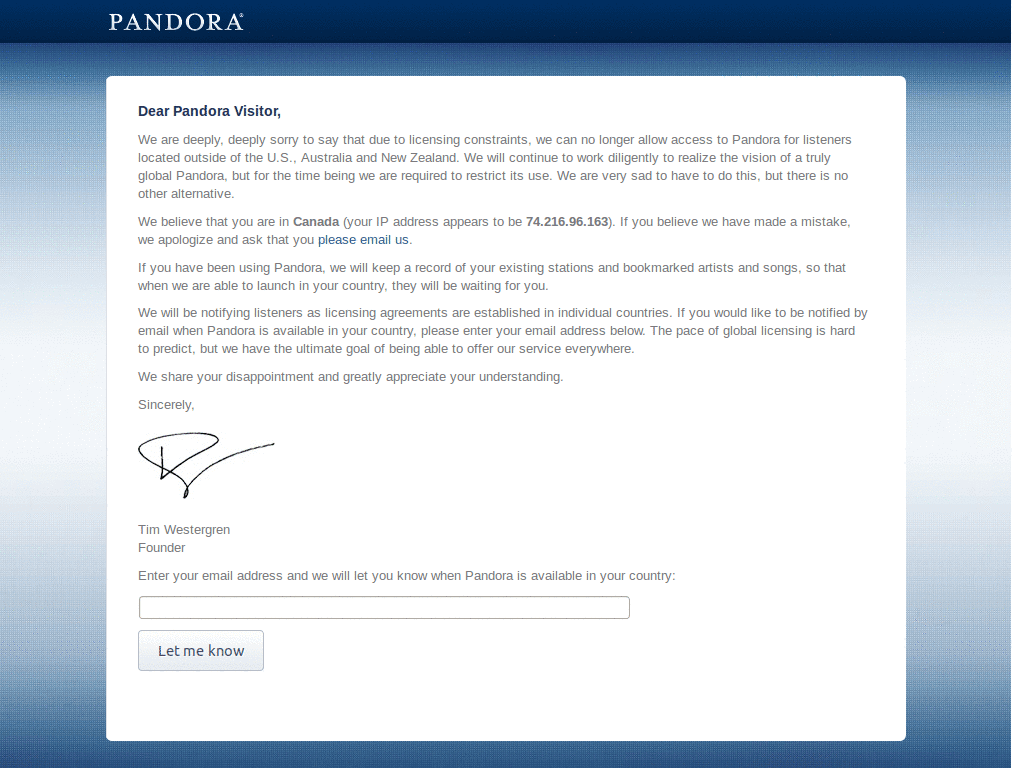 PANDORA®
Dear Pandora Visitor,
We are deeply, deeply sorry to say that due to licensing constraints, we can no longer allow access to Pandora for listeners
located outside of the U.S., Australia and New Zealand. We will continue to work diligently to realize the vision of a truly
global Pandora, but for the time being we are required to restrict its use. We are very sad to have to do this, but there is no
other alternative.
We believe that you are in Canada (your IP address appears to be 74.216.96.163). If you believe we have made a mistake,
we apologize and ask that you please email us.
If you have been using Pandora, we will keep a record of your existing stations and bookmarked artists and songs, so that
when we are able to launch in your country, they will be waiting for you.
We will be notifying listeners as licensing agreements are established in individual countries. If you would like to be notified by
email when Pandora is available in your country, please enter your email address below. The pace of global licensing is hard
to predict, but we have the ultimate goal of being able to offer our service everywhere.
We share your disappointment and greatly appreciate your understanding.
Sincerely,
Tim Westergren
Founder
Enter your email address and we will let you know when Pandora is available in your country:
Let me know